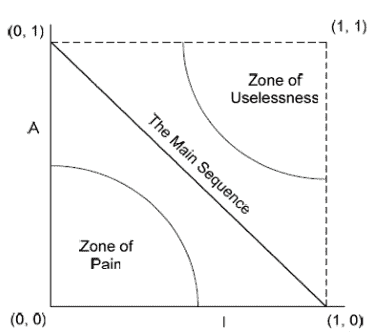 (0, 1)
(1, 1)
Zone of
Uselessness
A
The Main Sequence
Zone of
Pain
(0, 0)
I
(1, 0)